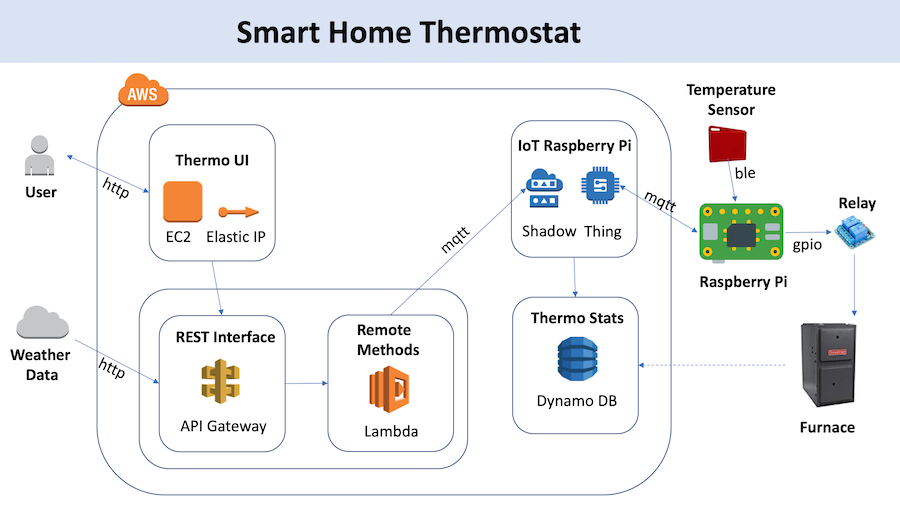 Smart Home Thermostat
AWS
User
http
Thermo UI
EC2
Elastic IP
Weather
Data
http
REST Interface
API Gateway
Remote
Methods
Lambda
mqtt
IoT Raspberry Pi
Shadow
Thing
Thermo Stats
Dynamo DB
mqtt
Temperature
Sensor
ble
Raspberry Pi
gpio
Relay
Furnace